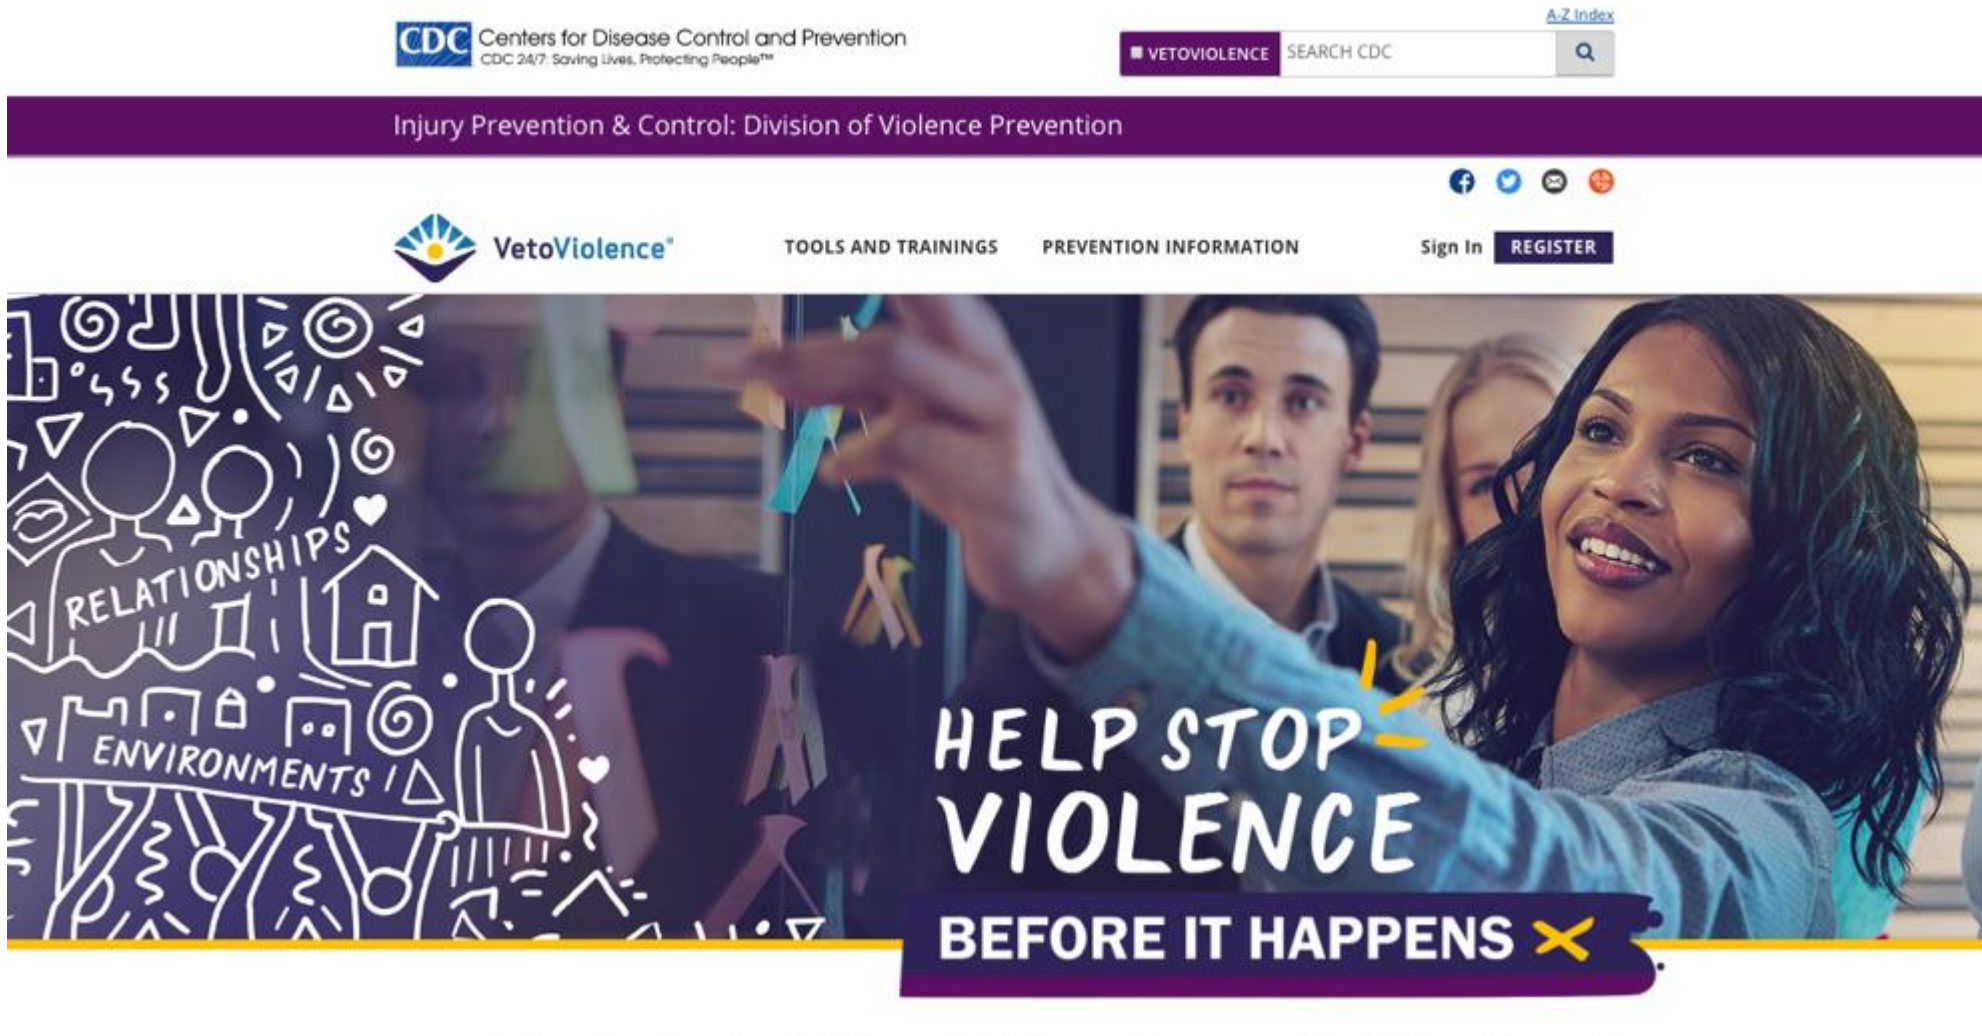 A-Z Index
CDC Centers for Disease Control and Prevention
CDC 24/7: Saving Lives, Protecting People™
VETOVIOLENCE SEARCH CDC
Injury Prevention & Control: Division of Violence Prevention
VetoViolence®
TOOLS AND TRAININGS PREVENTION INFORMATION Sign In REGISTER
RELATIONSHIPS
ENVIRONMENTS
HELP STOP
VIOLENCE
BEFORE IT HAPPENS